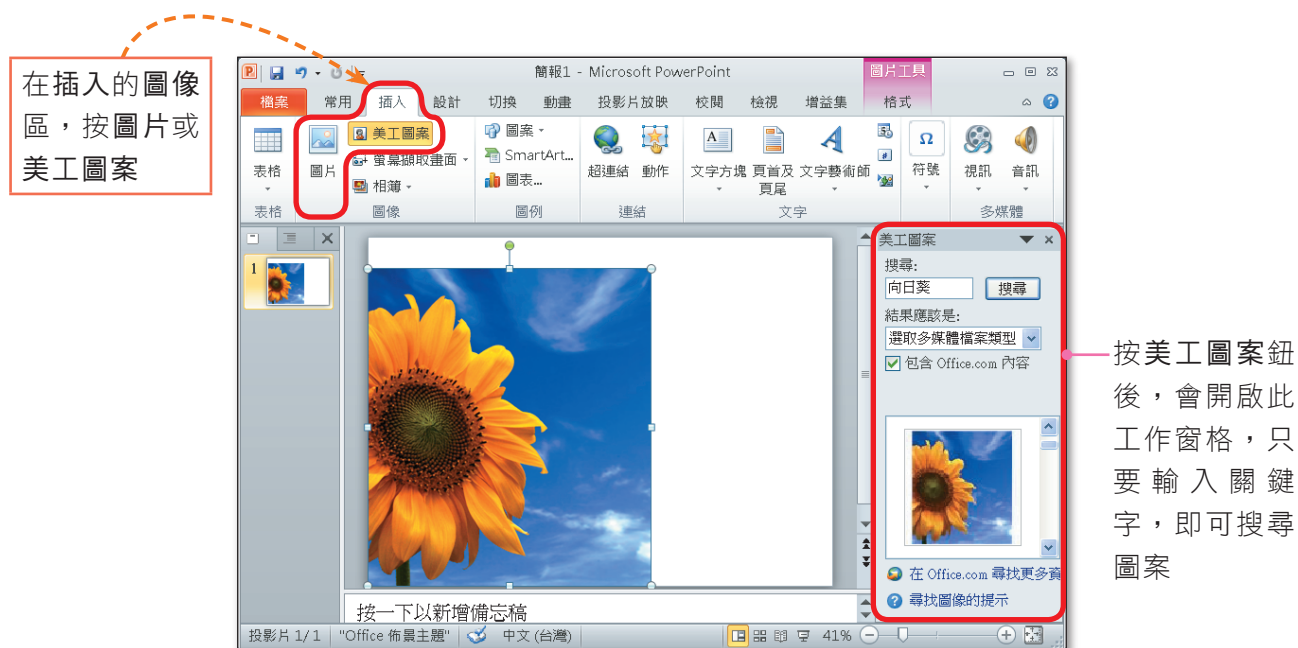 在插入的圖像
區，按圖片或
美工圖案
簡報1 - Microsoft PowerPoint
圖片工具
檔案 常用 插入 設計 切換 動畫 投影片放映 校閱 檢視 增益集 格式
表格
圖片
美工圖案
螢幕擷取畫面
相簿
圖案
SmartArt...
圖表...
超連結 動作
文字方塊 頁首及
頁尾
文字藝術師
Ω
符號
視訊 音訊
表格 圖像 圖例 連結 文字 多媒體
1
美工圖案
搜尋:
向日葵 搜尋
結果應該是:
選取多媒體檔案類型
包含 Office.com 內容
在 Office.com 尋找更多資
尋找圖像的提示
按一下以新增備忘稿
投影片 1/1 "Office 佈景主題" 中文 (台灣) 41%
按美工圖案鈕
後，會開啟此
工作窗格，只
要輸入關鍵
字，即可搜尋
圖案